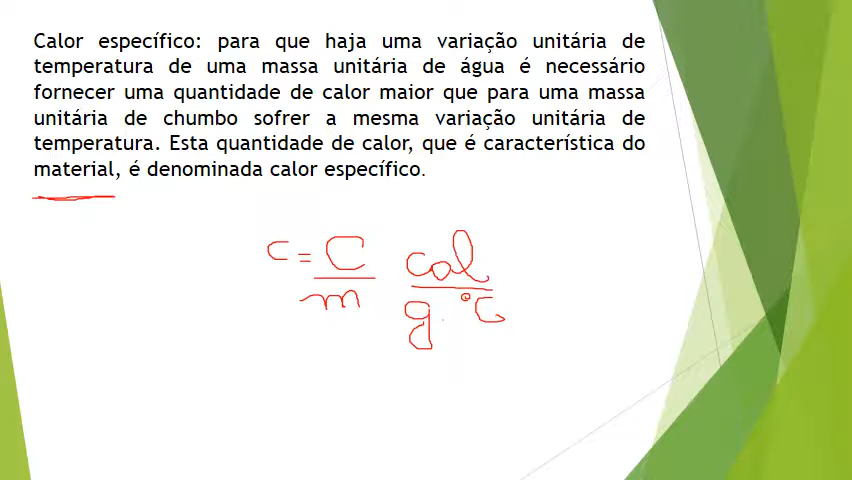 Calor específico: para que haja uma variação unitária de
temperatura de uma massa unitária de água é necessário
fornecer uma quantidade de calor maior que para uma massa
unitária de chumbo sofrer a mesma variação unitária de
temperatura. Esta quantidade de calor, que é característica do
material, é denominada calor específico.
c = C cal
m g °C